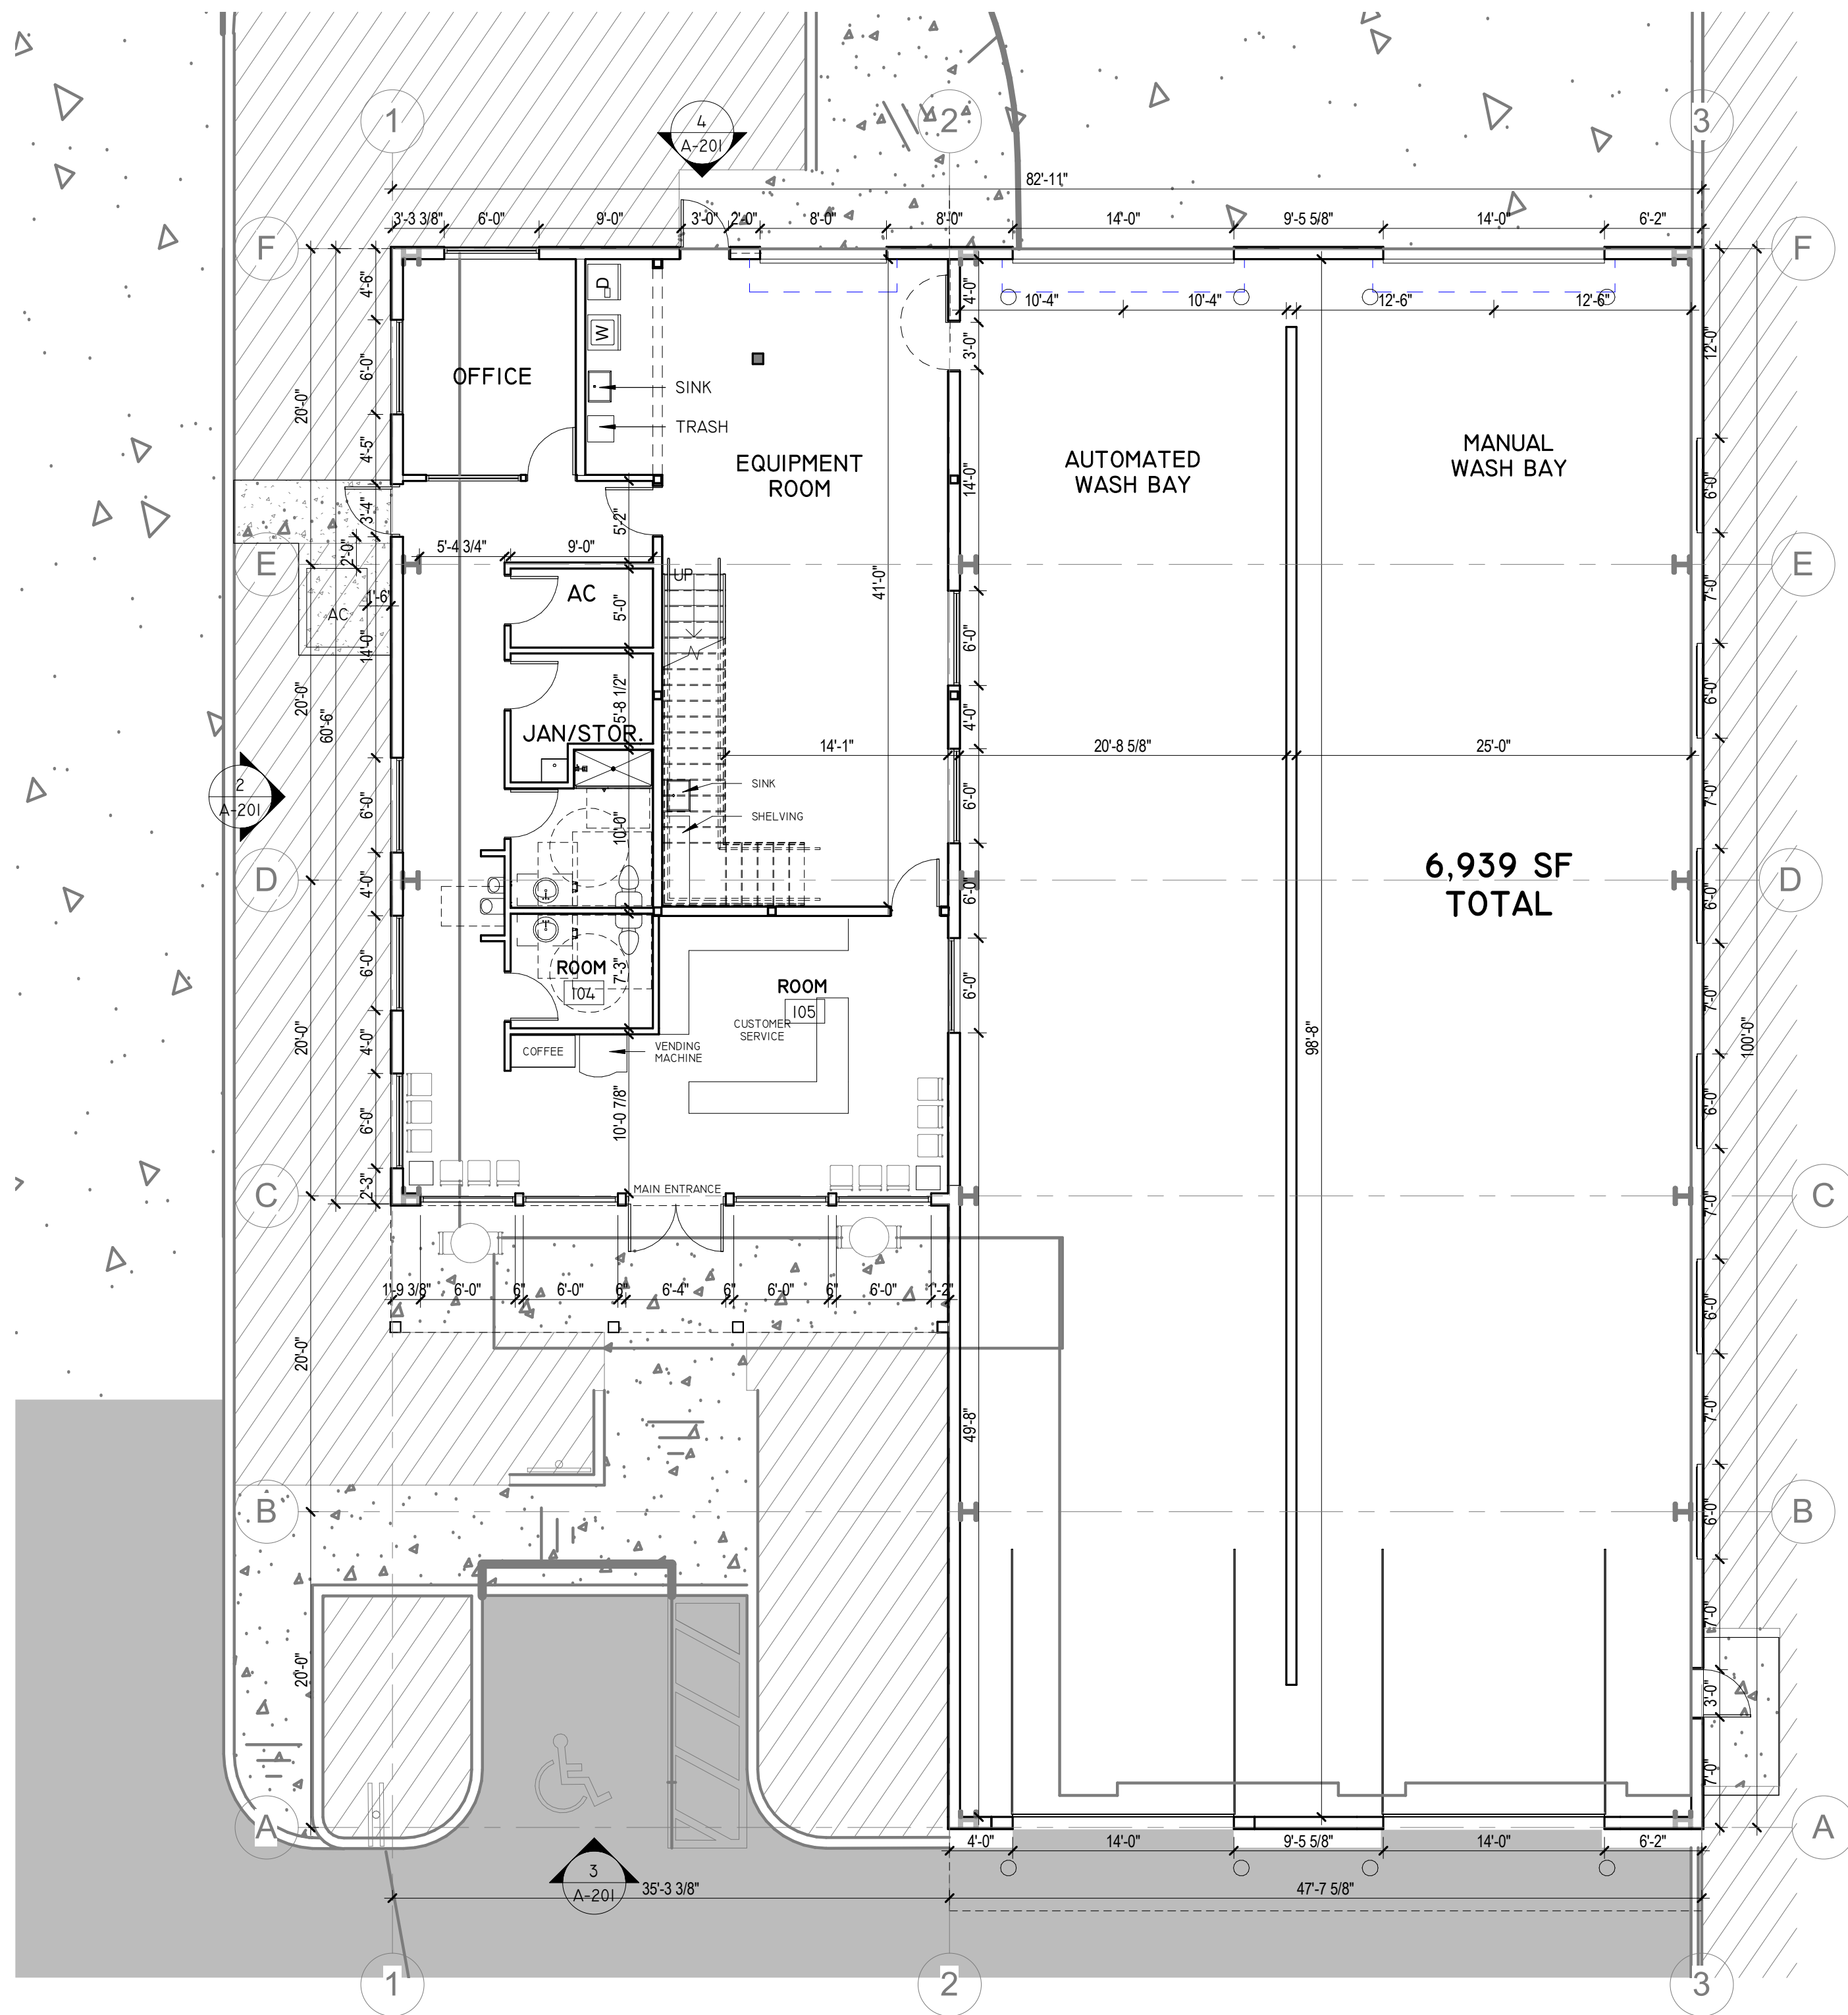 1
2
3
4
A-201
82'-11"
3'-3 3/8"
6'-0"
9'-0"
3'-0"
2'-0"
8'-0"
8'-0"
14'-0"
9'-5 5/8"
14'-0"
6'-2"
F
F
4'-6"
D
4'-0"
10'-4"
10'-4"
12'-6"
12'-6"
W
3'-0"
12'-0"
6'-0"
OFFICE
SINK
20'-0"
TRASH
4'-5"
EQUIPMENT
ROOM
AUTOMATED
WASH BAY
MANUAL
WASH BAY
14'-0"
6'-0"
3'-4"
5'-2"
2'-0"
5'-4 3/4"
9'-0"
E
E
UP
41'-0"
7'-0"
AC
AC
1'-6"
5'-0"
14'-0"
6'-0"
20'-0"
60'-6"
5'-8 1/2"
6'-0"
JAN/STOR.
4'-0"
14'-1"
20'-8 5/8"
25'-0"
2
A-201
SINK
6'-0"
6'-0"
7'-0"
SHELVING
10'-0"
6,939 SF
TOTAL
D
D
4'-0"
6'-0"
6'-0"
6'-0"
ROOM
104
7'-3"
ROOM
105
6'-0"
7'-0"
CUSTOMER
SERVICE
COFFEE
VENDING
MACHINE
20'-0"
4'-0"
98'-8"
100'-0"
6'-0"
10'-0 7/8"
6'-0"
2'-3"
MAIN ENTRANCE
C
C
7'-0"
1'-9 3/8"
6'-0"
6"
6'-0"
6"
6'-4"
6"
6'-0"
6"
6'-0"
1'-2"
6'-0"
20'-0"
49'-8"
7'-0"
B
B
6'-0"
7'-0"
20'-0"
3'-0"
7'-0"
A
A
4'-0"
14'-0"
9'-5 5/8"
14'-0"
6'-2"
3
A-201
35'-3 3/8"
47'-7 5/8"
1
2
3